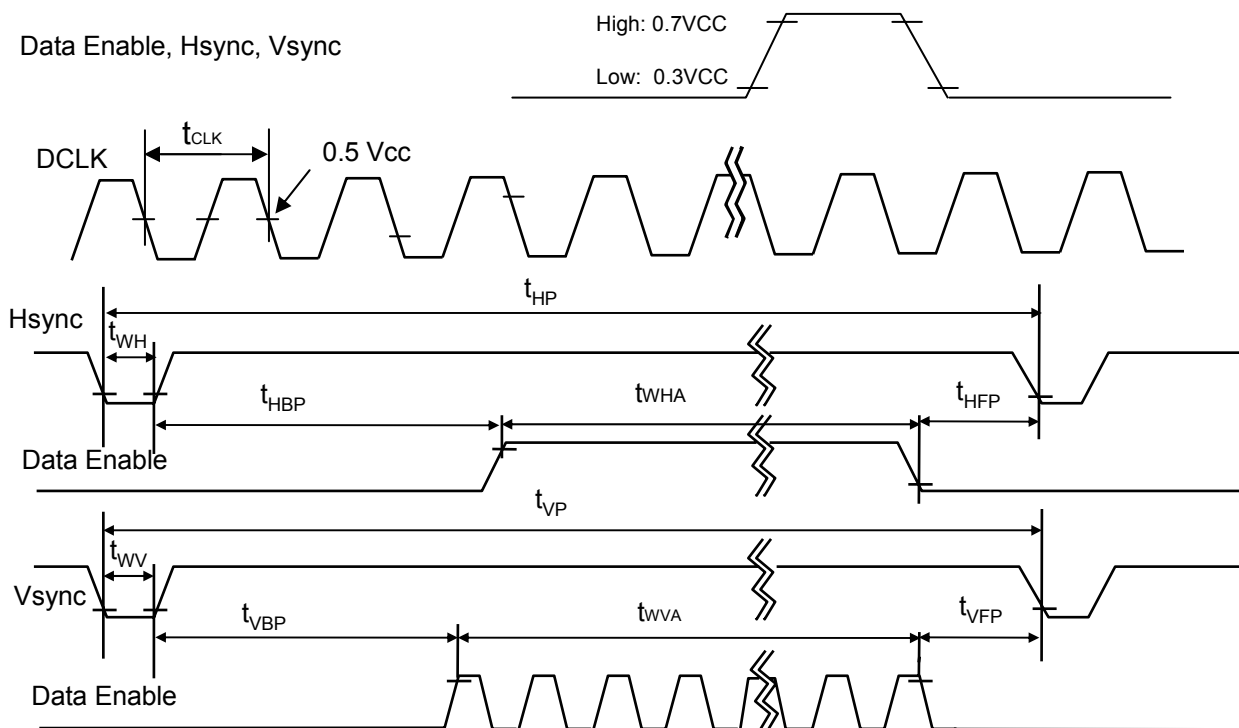 High: 0.7VCC
Data Enable, Hsync, Vsync
Low: 0.3VCC
tCLK
DCLK
0.5 Vcc
tHP
Hsync
tWH
tHBP
tWHA
tHFP
Data Enable
tVP
tWV
Vsync
tVBP
tWVA
tVFP
Data Enable